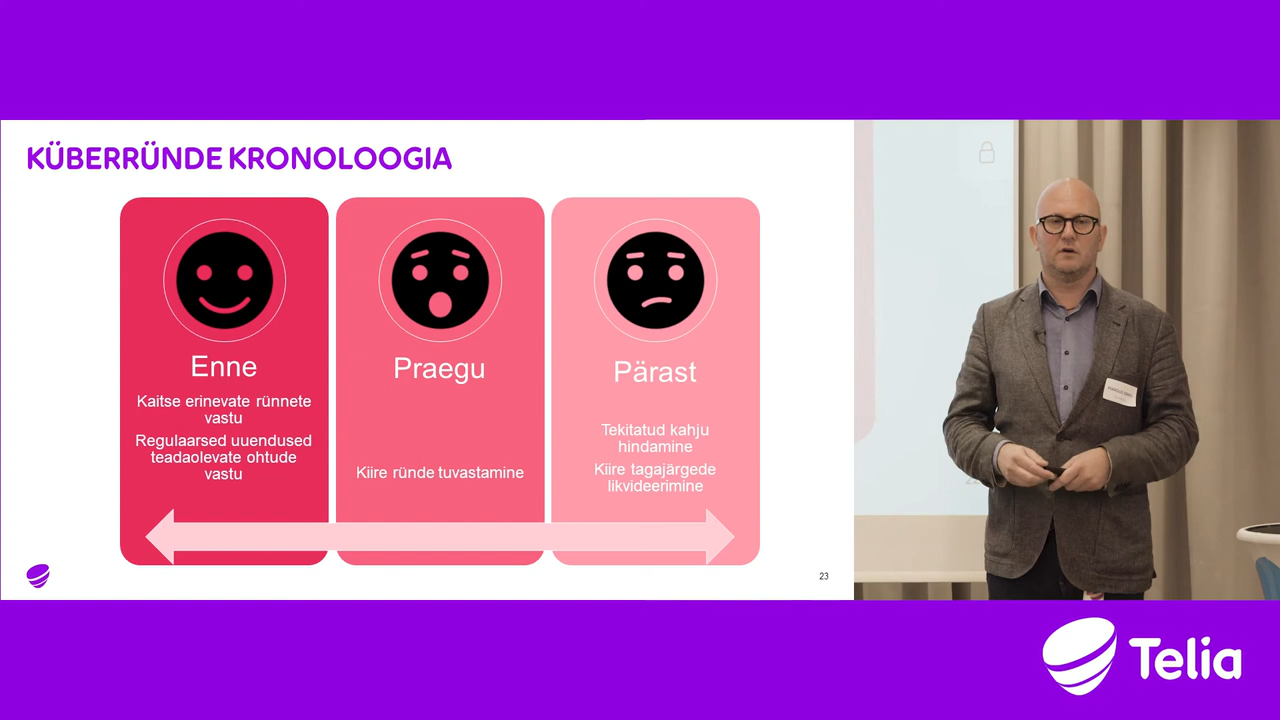 KÜBERRÜNDE KRONOLOOGIA
Enne
Kaitse erinevate rünnete
vastu
Regulaarsed uuendused
teadaolevate ohtude
vastu
Praegu
Kiire ründe tuvastamine
Pärast
Tekitatud kahju
hindamine
Kiire tagajärgede
likvideerimine
23
Telia